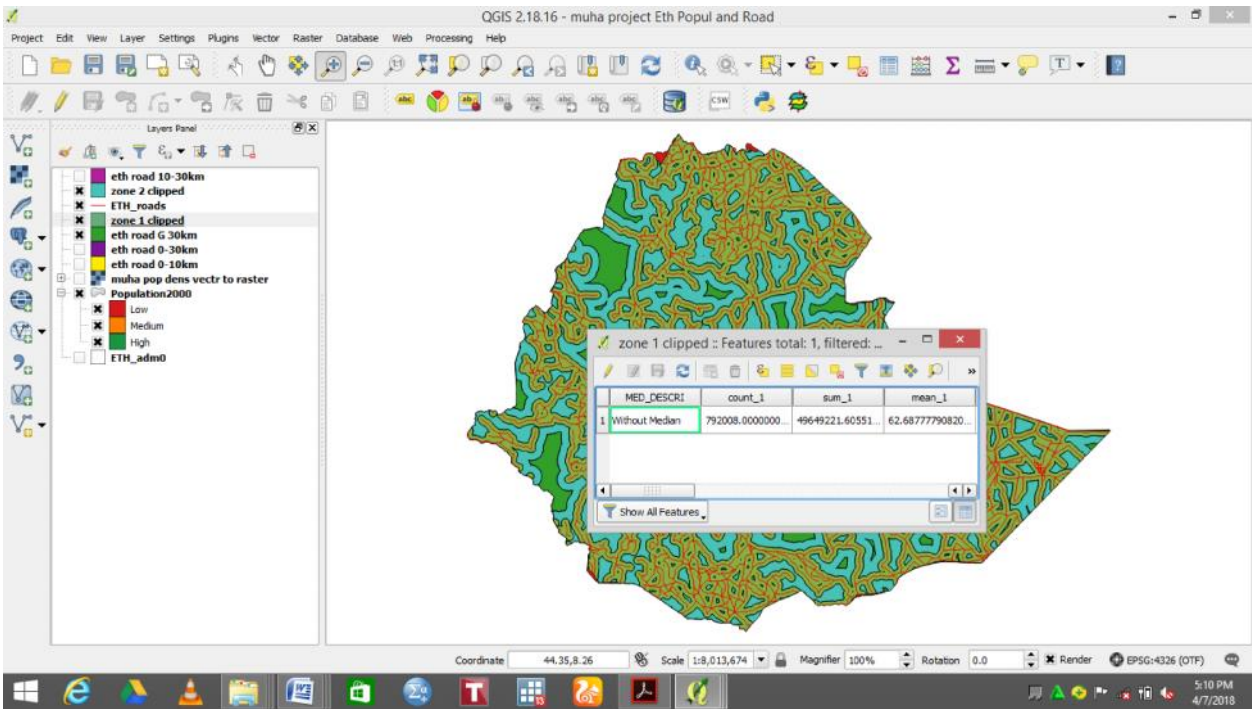 QGIS 2.18.16 - muha project Eth Popul and Road
Project Edit View Layer Settings Plugins Vector Raster Database Web Processing Help
Layers Panel
eth road 10-30km
zone 2 clipped
ETH_roads
zone 1 clipped
eth road G 30km
eth road 0-30km
eth road 0-10km
muha pop dens vectr to raster
Population2000
Low
Medium
High
ETH_adm0
zone 1 clipped :: Features total: 1, filtered: ...
MED_DESCRI count_1 sum_1 mean_1
1 Without Median 792008.0000000... 49649221.60551... 62.68777790820...
Show All Features
Coordinate 44.35,8.26 Scale 1:8,013,674 Magnifier 100% Rotation 0.0 Render EPSG:4326 (OTF)
5:10 PM
4/7/2018